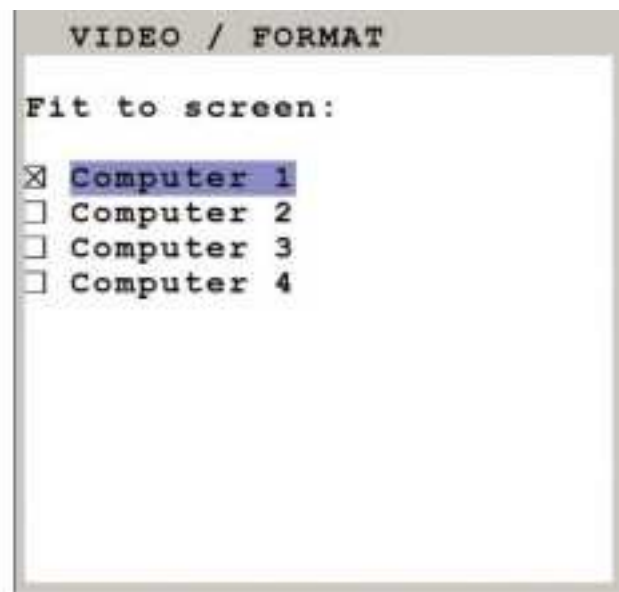 VIDEO / FORMAT
Fit to screen:
☒ Computer 1
☐ Computer 2
☐ Computer 3
☐ Computer 4